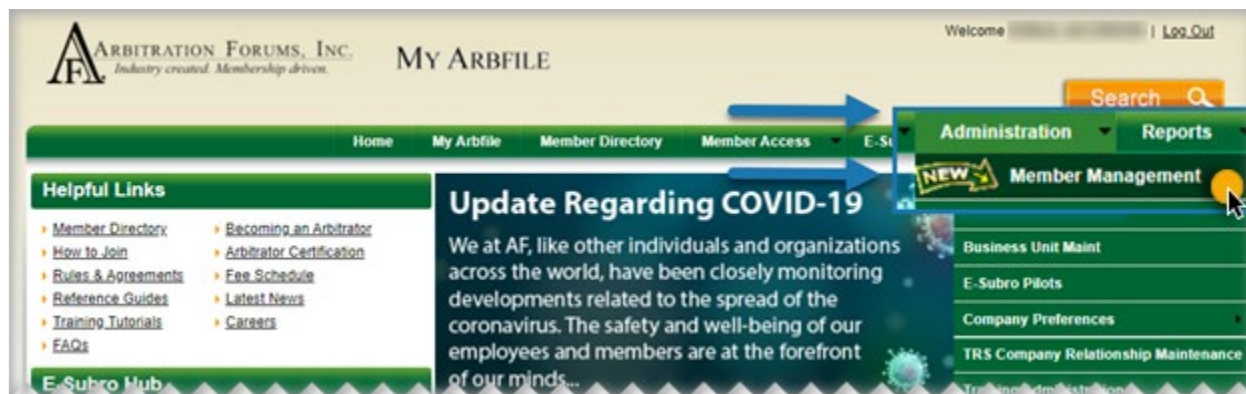 Welcome | Log Out
ARBITRATION FORUMS, INC.
Industry created. Membership driven.
MY ARBFILE
Search
Home My Arbfile Member Directory Member Access E-Su Administration Reports
NEW Member Management
Helpful Links
Member Directory Becoming an Arbitrator
How to Join Arbitrator Certification
Rules & Agreements Fee Schedule
Reference Guides Latest News
Training Tutorials Careers
FAQs
E-Subro Hub
Update Regarding COVID-19
We at AF, like other individuals and organizations
across the world, have been closely monitoring
developments related to the spread of the
coronavirus. The safety and well-being of our
employees and members are at the forefront
of our minds...
Business Unit Maint
E-Subro Pilots
Company Preferences
TRS Company Relationship Maintenance
Training Administration